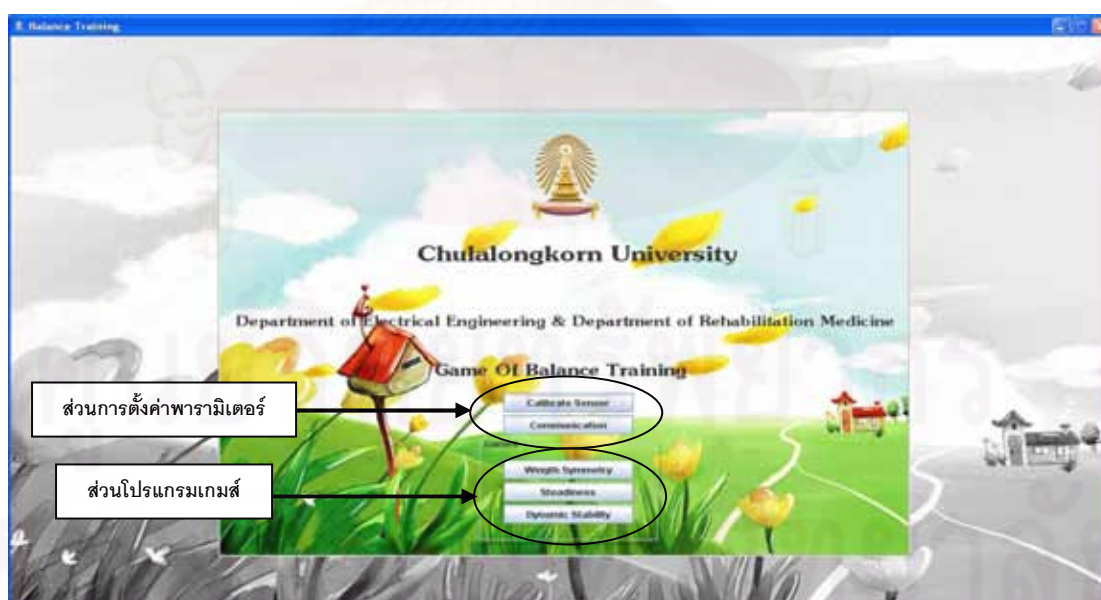 Balance Training
Chulalongkorn University
Department of Electrical Engineering & Department of Rehabilitation Medicine
Game Of Balance Training
ส่วนการตั้งค่าพารามิเตอร์
Calibrate Sensor
Communication
Weigth Symmetry
ส่วนโปรแกรมเกมส์
Steadiness
Dynamic Stability